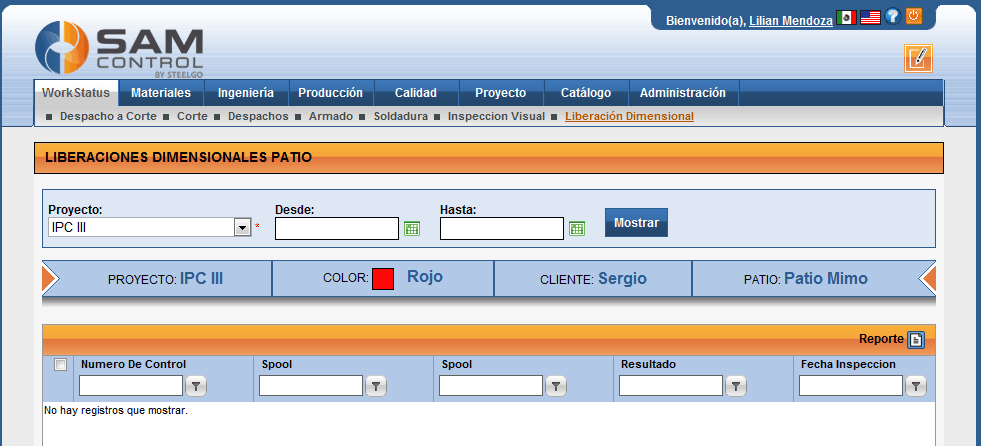 Bienvenido(a), Lilian Mendoza
SAM
CONTROL
BY STEELGO
WorkStatus Materiales Ingeniería Producción Calidad Proyecto Catálogo Administración
Despacho a Corte Corte Despachos Armado Soldadura Inspeccion Visual Liberación Dimensional
LIBERACIONES DIMENSIONALES PATIO
Proyecto: Desde: Hasta:
IPC III * Mostrar
PROYECTO: IPC III COLOR: Rojo CLIENTE: Sergio PATIO: Patio Mimo
Reporte
Numero De Control Spool Spool Resultado Fecha Inspeccion
No hay registros que mostrar.